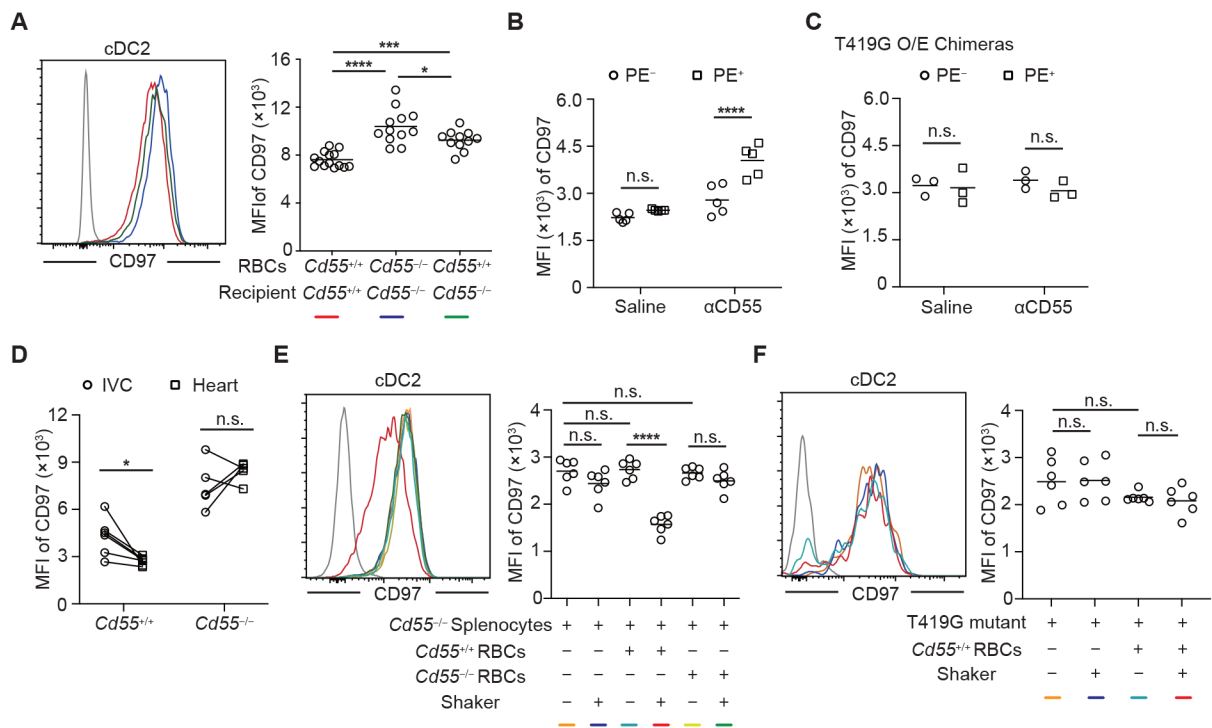 A
cDC2
CD97
MFIof CD97 (×10³)
16
12
8
4
0
***
****
*
RBCs Cd55+/+ Cd55–/– Cd55+/+
Recipient Cd55+/+ Cd55–/– Cd55–/–
B
PE– PE+
MFI (×10³) of CD97
6.0
4.5
3.0
1.5
0
n.s.
****
Saline αCD55
C
T419G O/E Chimeras
PE– PE+
MFI (×10³) of CD97
6.0
4.5
3.0
1.5
0
n.s.
n.s.
Saline αCD55
D
IVC Heart
MFI of CD97 (×10³)
12
9
6
3
0
*
n.s.
Cd55+/+ Cd55–/–
E
cDC2
CD97
MFI of CD97 (×10³)
4
3
2
1
0
n.s.
n.s.
n.s. **** n.s.
Cd55–/– Splenocytes + + + + + +
Cd55+/+ RBCs – – + + – –
Cd55–/– RBCs – – – – + +
Shaker – + – + – +
F
cDC2
CD97
MFI of CD97 (×10³)
4
3
2
1
0
n.s.
n.s. n.s.
T419G mutant + + + +
Cd55+/+ RBCs – – + +
Shaker – + – +